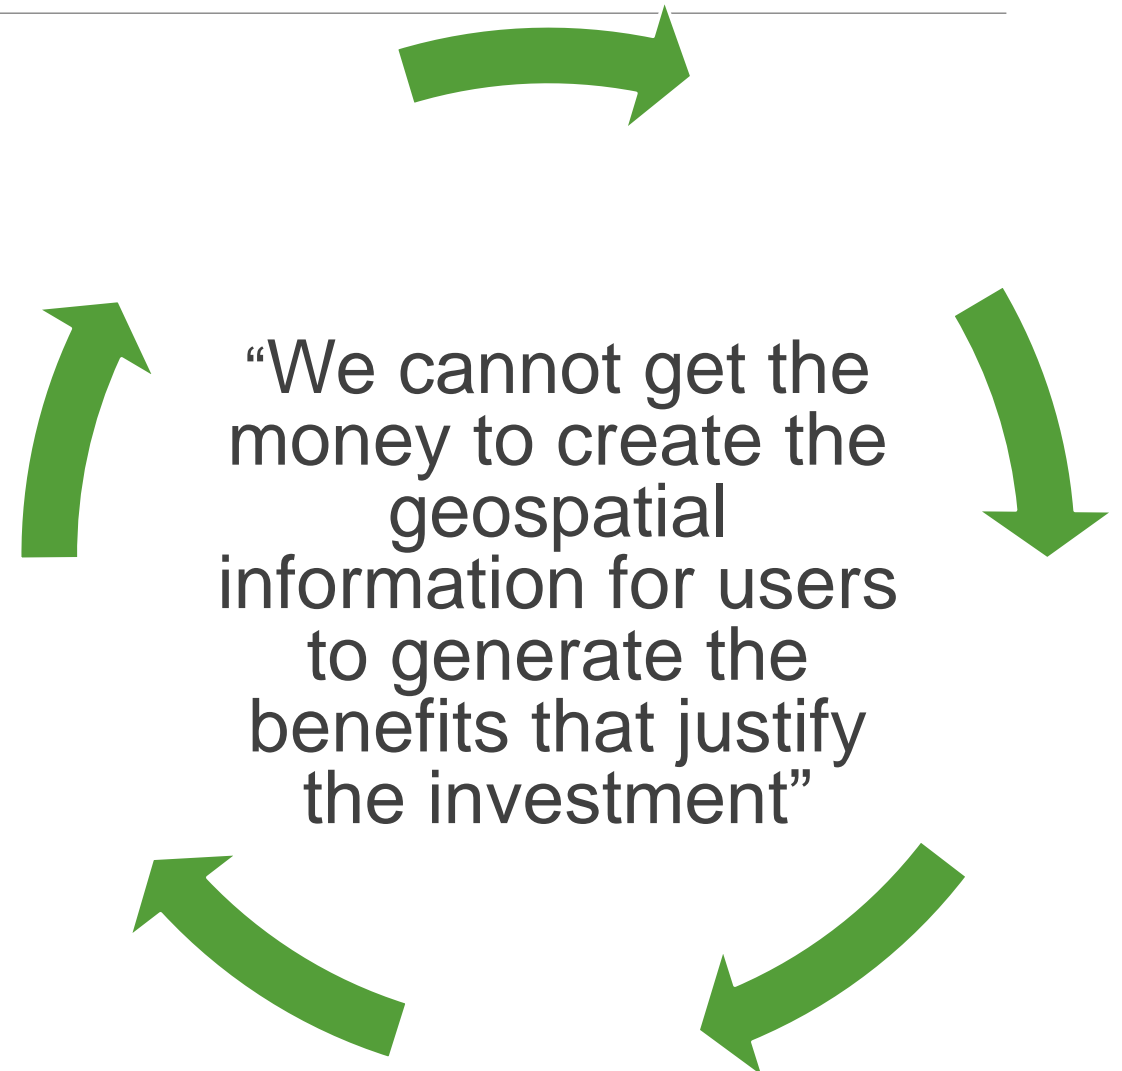 “We cannot get the
money to create the
geospatial
information for users
to generate the
benefits that justify
the investment”